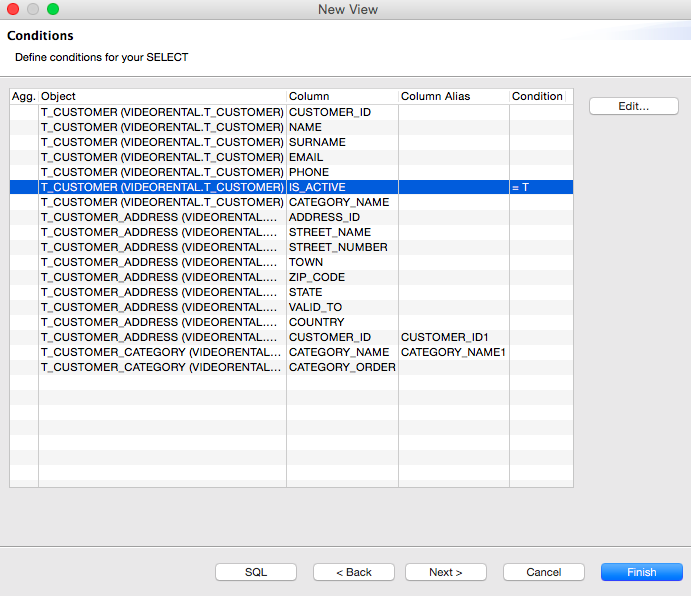 New View
Conditions
Define conditions for your SELECT
Agg. Object Column Column Alias Condition
T_CUSTOMER (VIDEORENTAL.T_CUSTOMER) CUSTOMER_ID
T_CUSTOMER (VIDEORENTAL.T_CUSTOMER) NAME
T_CUSTOMER (VIDEORENTAL.T_CUSTOMER) SURNAME
T_CUSTOMER (VIDEORENTAL.T_CUSTOMER) EMAIL
T_CUSTOMER (VIDEORENTAL.T_CUSTOMER) PHONE
T_CUSTOMER (VIDEORENTAL.T_CUSTOMER) IS_ACTIVE = T
T_CUSTOMER (VIDEORENTAL.T_CUSTOMER) CATEGORY_NAME
T_CUSTOMER_ADDRESS (VIDEORENTAL.... ADDRESS_ID
T_CUSTOMER_ADDRESS (VIDEORENTAL.... STREET_NAME
T_CUSTOMER_ADDRESS (VIDEORENTAL.... STREET_NUMBER
T_CUSTOMER_ADDRESS (VIDEORENTAL.... TOWN
T_CUSTOMER_ADDRESS (VIDEORENTAL.... ZIP_CODE
T_CUSTOMER_ADDRESS (VIDEORENTAL.... STATE
T_CUSTOMER_ADDRESS (VIDEORENTAL.... VALID_TO
T_CUSTOMER_ADDRESS (VIDEORENTAL.... COUNTRY
T_CUSTOMER_ADDRESS (VIDEORENTAL.... CUSTOMER_ID CUSTOMER_ID1
T_CUSTOMER_CATEGORY (VIDEORENTAL... CATEGORY_NAME CATEGORY_NAME1
T_CUSTOMER_CATEGORY (VIDEORENTAL... CATEGORY_ORDER
Edit...
SQL < Back Next > Cancel Finish